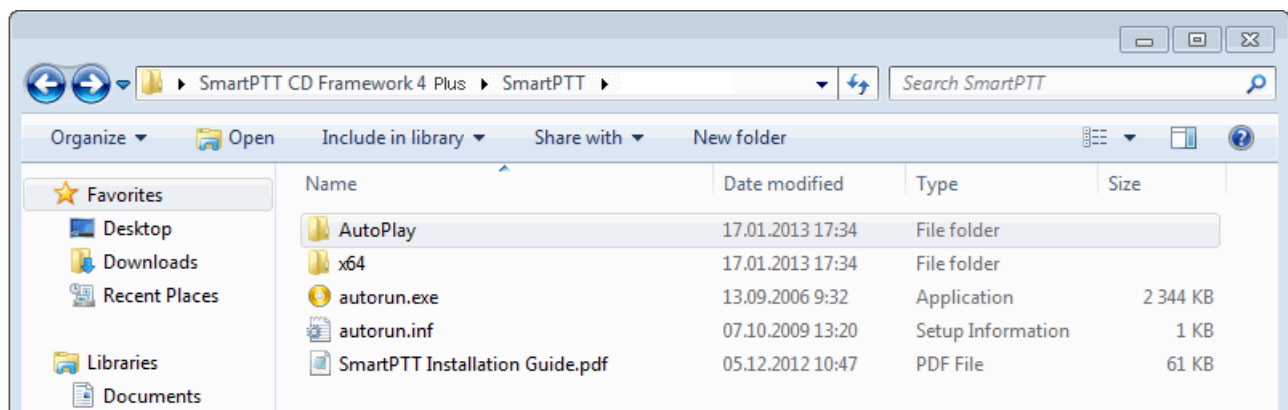 SmartPTT CD Framework 4 Plus SmartPTT Search SmartPTT
Organize Open Include in library Share with New folder
Name Date modified Type Size
Favorites
Desktop
Downloads
Recent Places
Libraries
Documents
AutoPlay 17.01.2013 17:34 File folder
x64 17.01.2013 17:34 File folder
autorun.exe 13.09.2006 9:32 Application 2 344 KB
autorun.inf 07.10.2009 13:20 Setup Information 1 KB
SmartPTT Installation Guide.pdf 05.12.2012 10:47 PDF File 61 KB